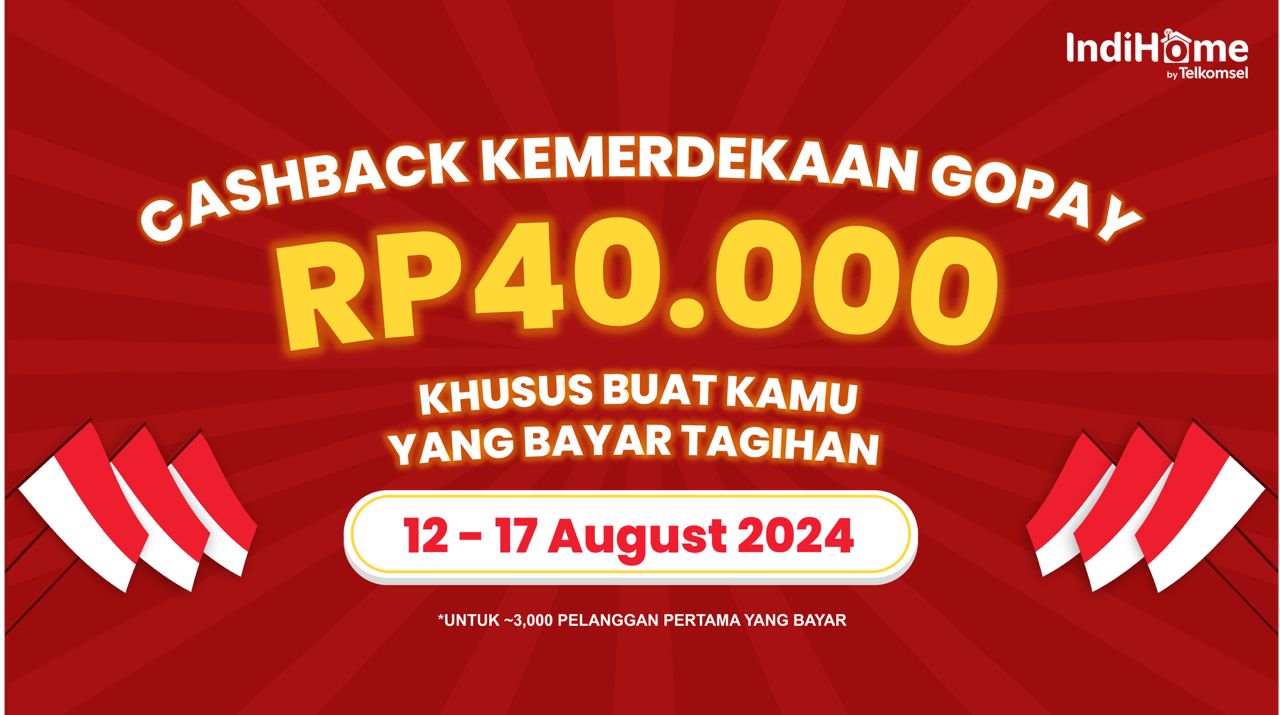 IndiHome
by Telkomsel
CASHBACK KEMERDEKAAN GOPAY
RP40.000
KHUSUS BUAT KAMU
YANG BAYAR TAGIHAN
12 - 17 August 2024
*UNTUK ~3,000 PELANGGAN PERTAMA YANG BAYAR